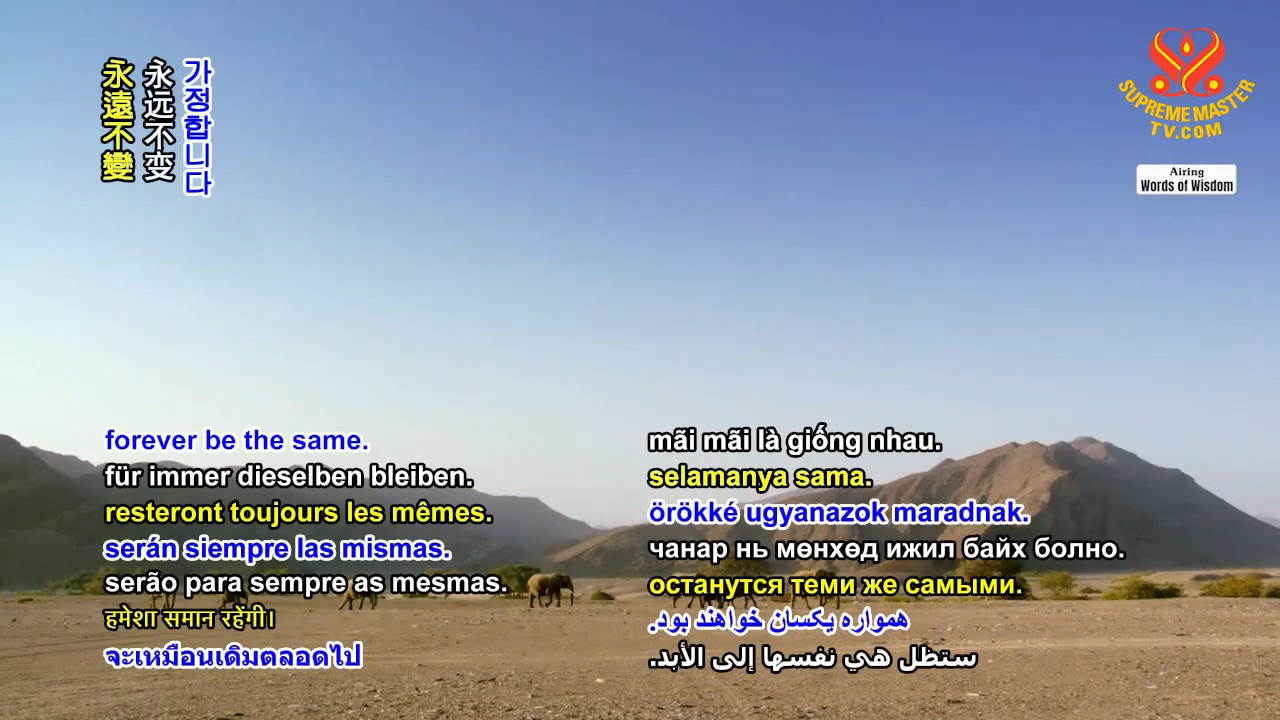 永遠不變
永远不变
가정합니다
SUPREME MASTER
TV.COM
Airing
Words of Wisdom
forever be the same.
für immer dieselben bleiben.
resteront toujours les mêmes.
serán siempre las mismas.
serão para sempre as mesmas.
हमेशा समान रहेंगी।
จะเหมือนเดิมตลอดไป
mãi mãi là giống nhau.
selamanya sama.
örökké ugyanazok maradnak.
чанар нь мөнхөд ижил байх болно.
останутся теми же самыми.
همواره یکسان خواهند بود.
ستظل هي نفسها إلى الأبد.